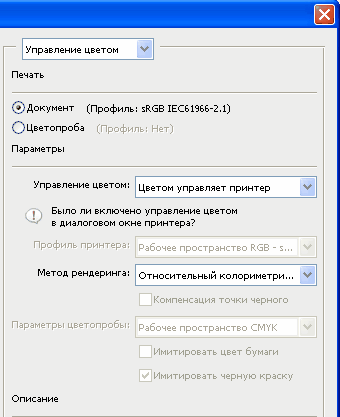 Управление цветом
Печать
Документ (Профиль: sRGB IEC61966-2.1)
Цветопроба (Профиль: Нет)
Параметры
Управление цветом: Цветом управляет принтер
Было ли включено управление цветом
в диалоговом окне принтера?
Профиль принтера: Рабочее пространство RGB - s...
Метод рендеринга: Относительный колориметри...
Компенсация точки черного
Параметры цветопробы: Рабочее пространство CMYK
Имитировать цвет бумаги
Имитировать черную краску
Описание